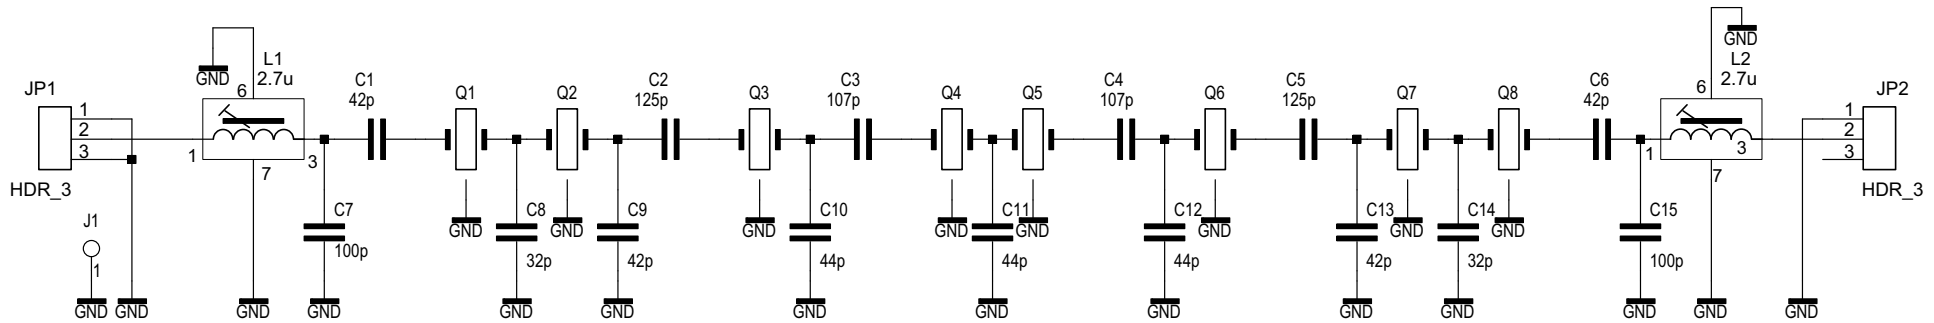 GND
L1
2.7u
GND
6
JP1
1
2
3
HDR_3
1
3
7
J1
1
GND
GND
GND
C7
100p
GND
C1
42p
Q1
GND
C8
32p
GND
Q2
GND
C9
42p
GND
C2
125p
Q3
GND
C10
44p
GND
C3
107p
Q4
GND
C11
44p
GND
Q5
GND
C4
107p
C12
44p
GND
Q6
GND
C5
125p
C13
42p
GND
Q7
GND
C14
32p
GND
Q8
GND
C6
42p
C15
100p
GND
GND
L2
2.7u
6
1
3
7
GND
JP2
1
2
3
HDR_3
GND